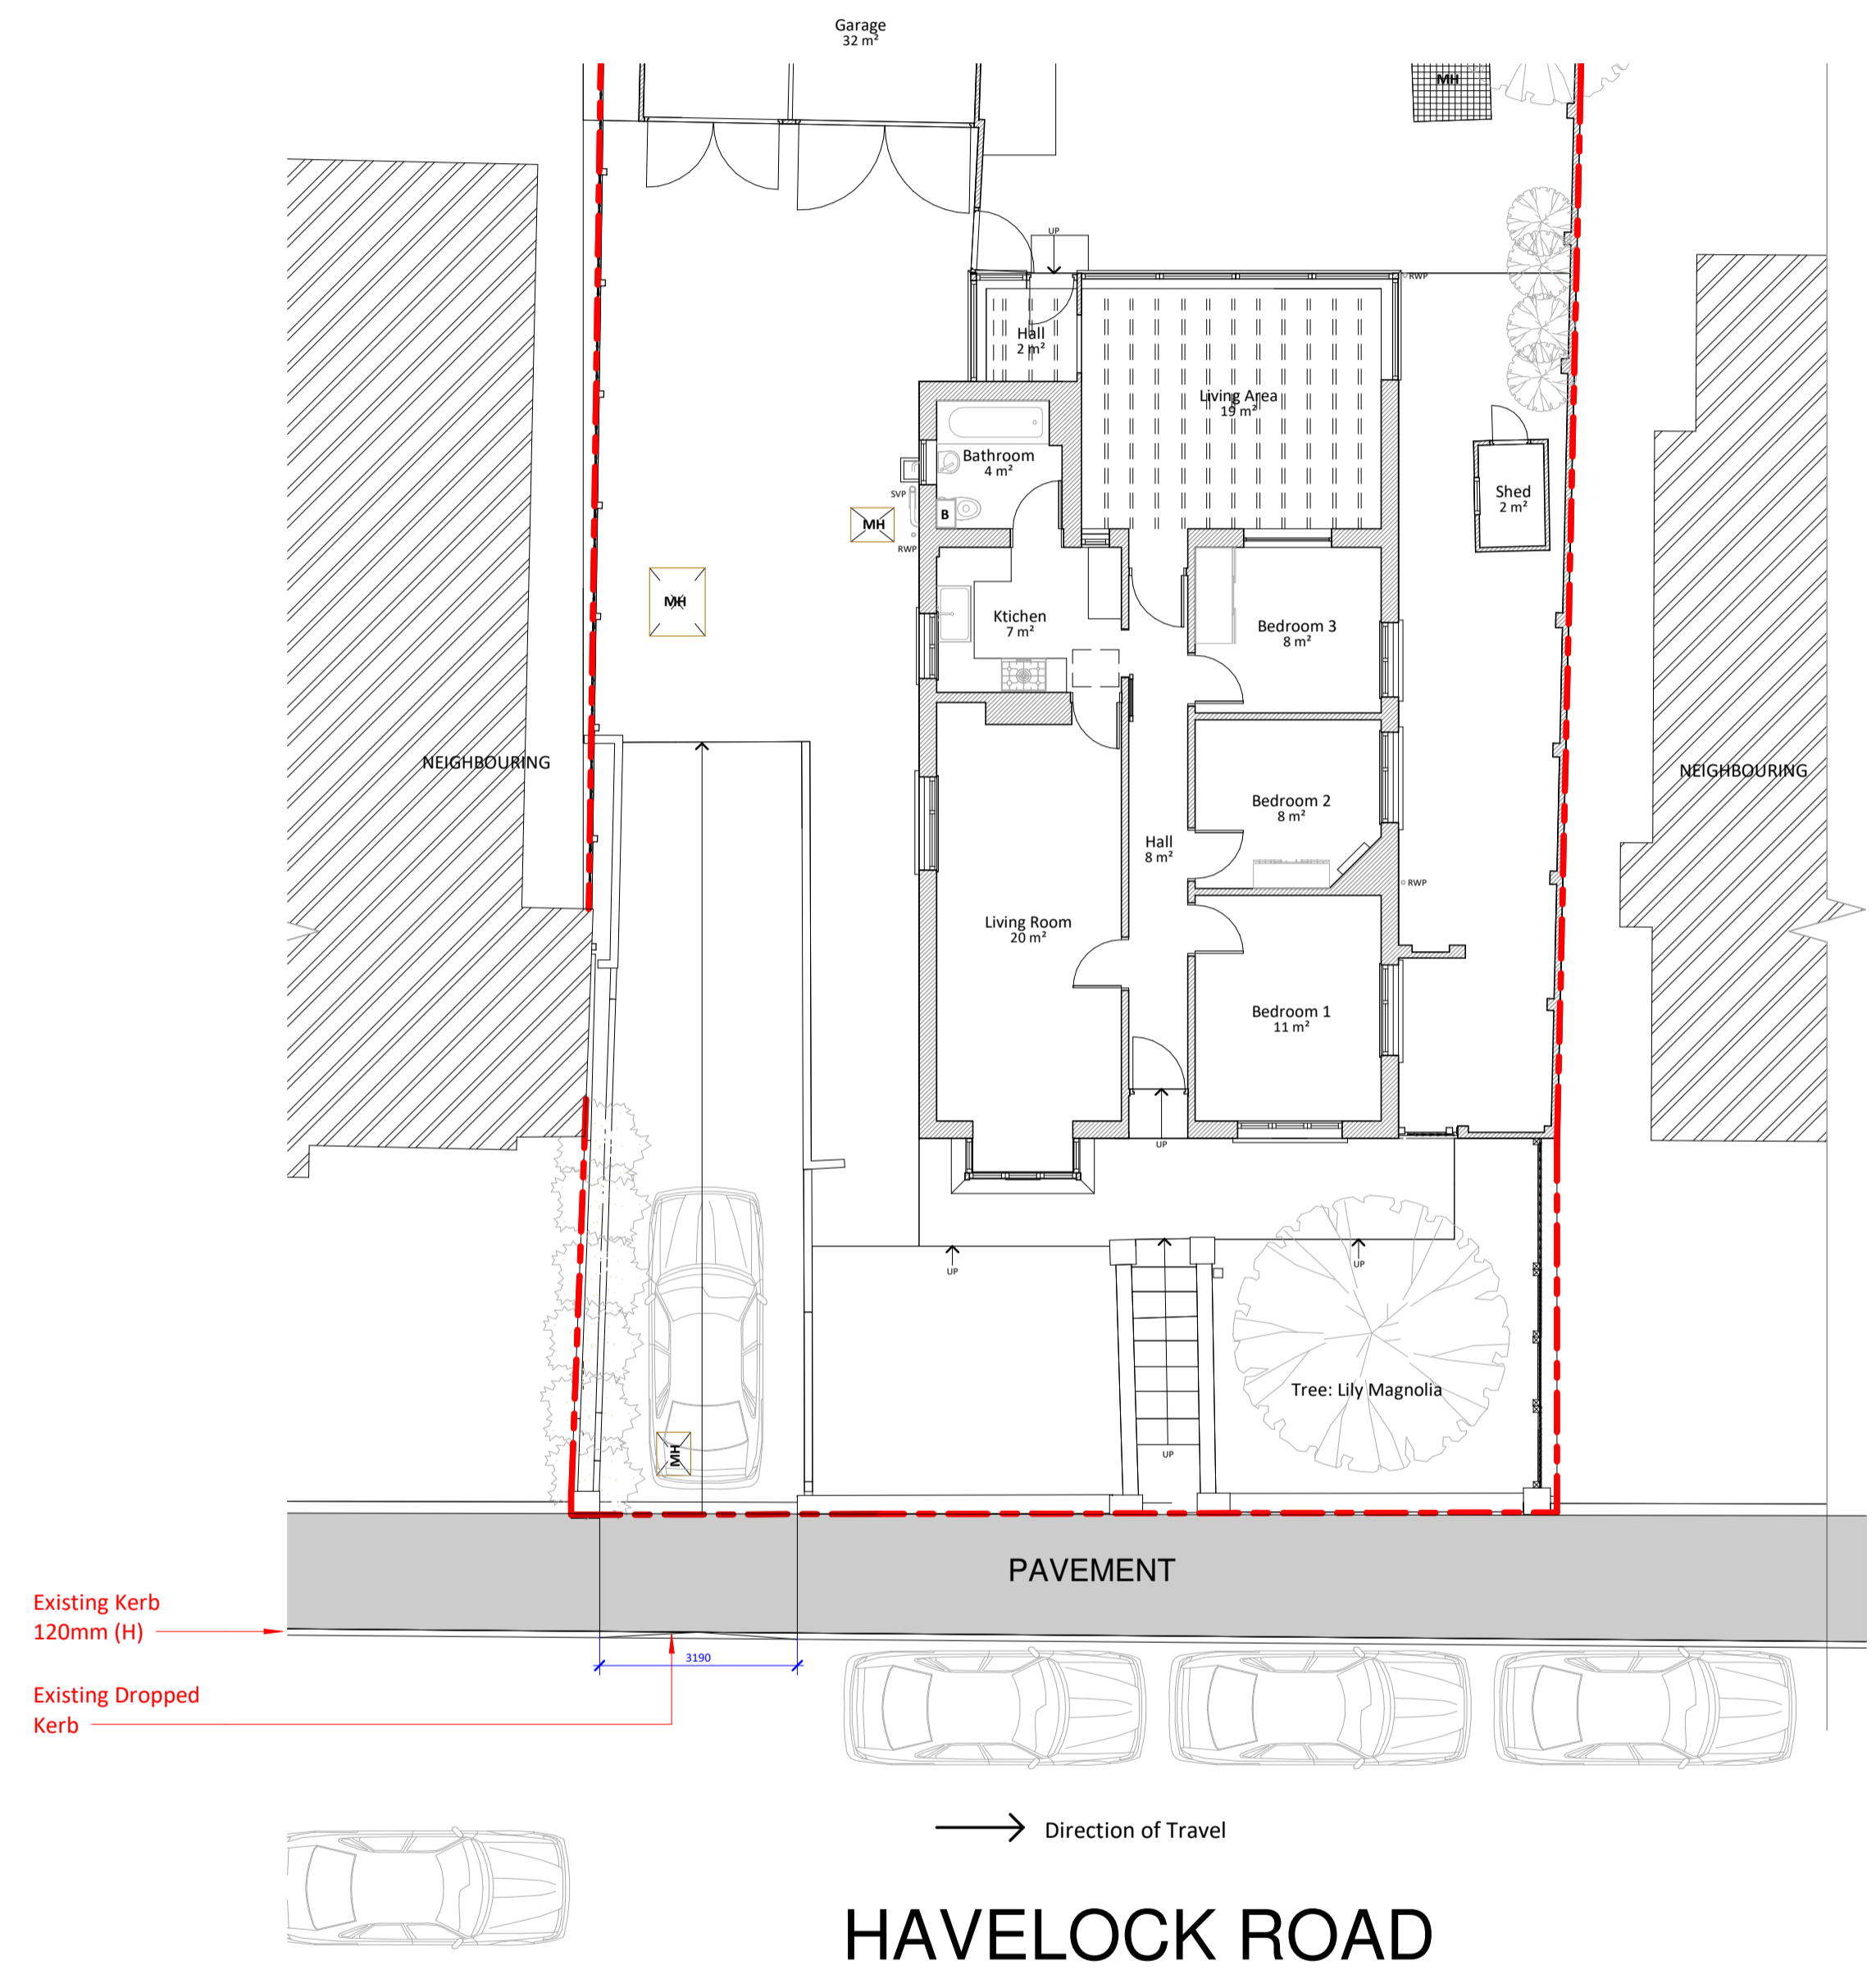 Garage
32 m²
MH
UP
RWP
Hall
2 m²
Living Area
19 m²
Bathroom
4 m²
SVP
B
Shed
2 m²
MH
RWP
MH
Ktichen
7 m²
Bedroom 3
8 m²
NEIGHBOURING
NEIGHBOURING
Bedroom 2
8 m²
Hall
8 m²
RWP
Living Room
20 m²
Bedroom 1
11 m²
UP
UP
UP
Tree: Lily Magnolia
MH
UP
PAVEMENT
Existing Kerb
120mm (H)
3190
Existing Dropped
Kerb
Direction of Travel
HAVELOCK ROAD